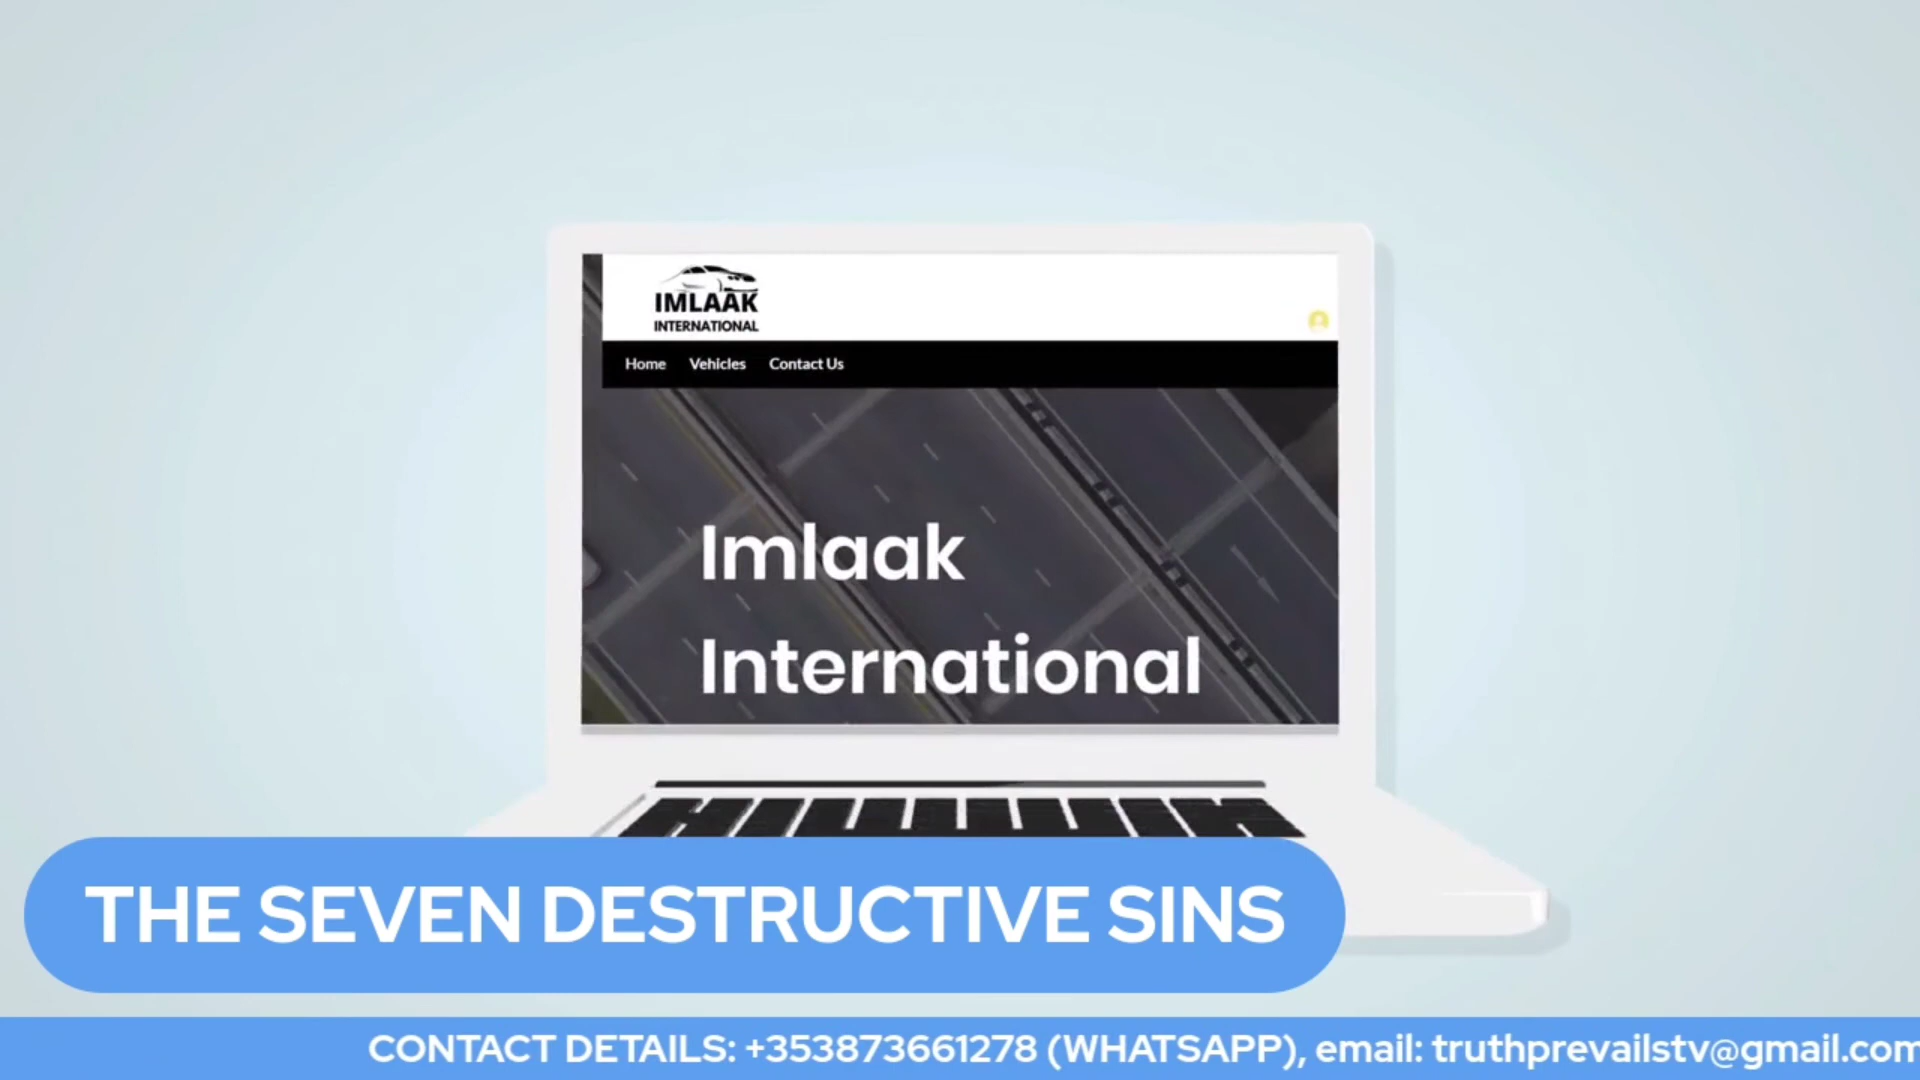 IMLAAK
INTERNATIONAL
Home Vehicles Contact Us
Imlaak
International
THE SEVEN DESTRUCTIVE SINS
CONTACT DETAILS: +353873661278 (WHATSAPP), email: truthprevailstv@gmail.com